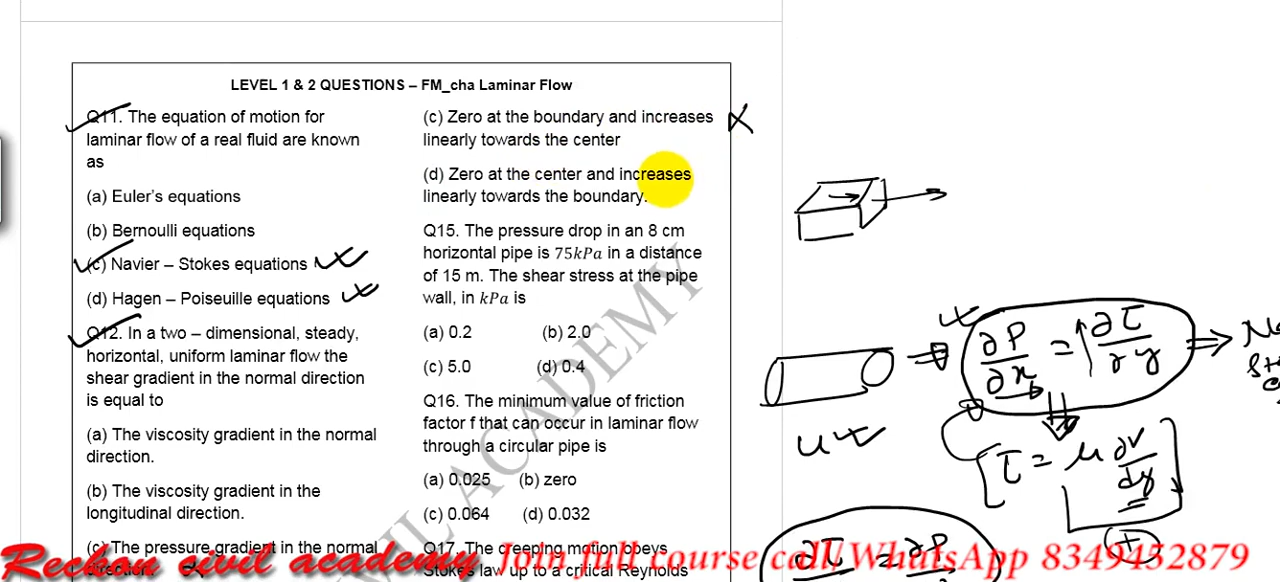 LEVEL 1 & 2 QUESTIONS – FM_cha Laminar Flow
Q11. The equation of motion for
laminar flow of a real fluid are known
as
(a) Euler's equations
(b) Bernoulli equations
(c) Navier – Stokes equations
(d) Hagen – Poiseuille equations
Q12. In a two – dimensional, steady,
horizontal, uniform laminar flow the
shear gradient in the normal direction
is equal to
(a) The viscosity gradient in the normal
direction.
(b) The viscosity gradient in the
longitudinal direction.
(c) The pressure gradient in the normal
direction.
(c) Zero at the boundary and increases
linearly towards the center
(d) Zero at the center and increases
linearly towards the boundary.
Q15. The pressure drop in an 8 cm
horizontal pipe is 75kPa in a distance
of 15 m. The shear stress at the pipe
wall, in kPa is
(a) 0.2 (b) 2.0
(c) 5.0 (d) 0.4
Q16. The minimum value of friction
factor f that can occur in laminar flow
through a circular pipe is
(a) 0.025 (b) zero
(c) 0.064 (d) 0.032
Q17. The creeping motion obeys
Stokes law up to a critical Reynolds
∂P/∂x = ∂τ/∂y ⇒
u
τ = μ ∂V/∂y
(+)
∂τ = ∂P
CIVIL ACADEMY
Rechan civil academy Join full course call/WhatsApp 8349452879